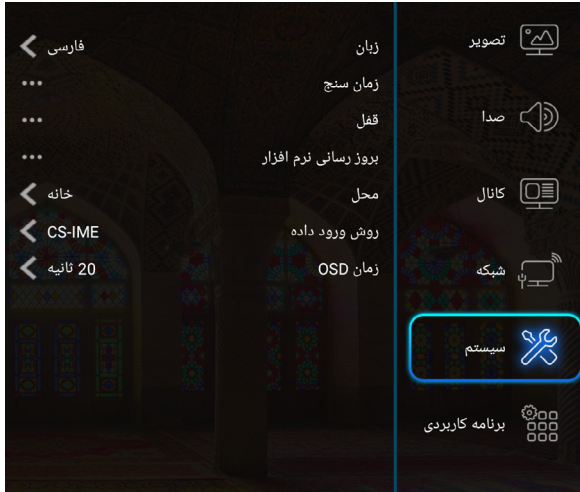 تصویر
صدا
کانال
شبکه
سیستم
برنامه کاربردی
زبان فارسی
زمان سنج
قفل
بروز رسانی نرم افزار
محل خانه
روش ورود داده CS-IME
زمان OSD 20 ثانیه